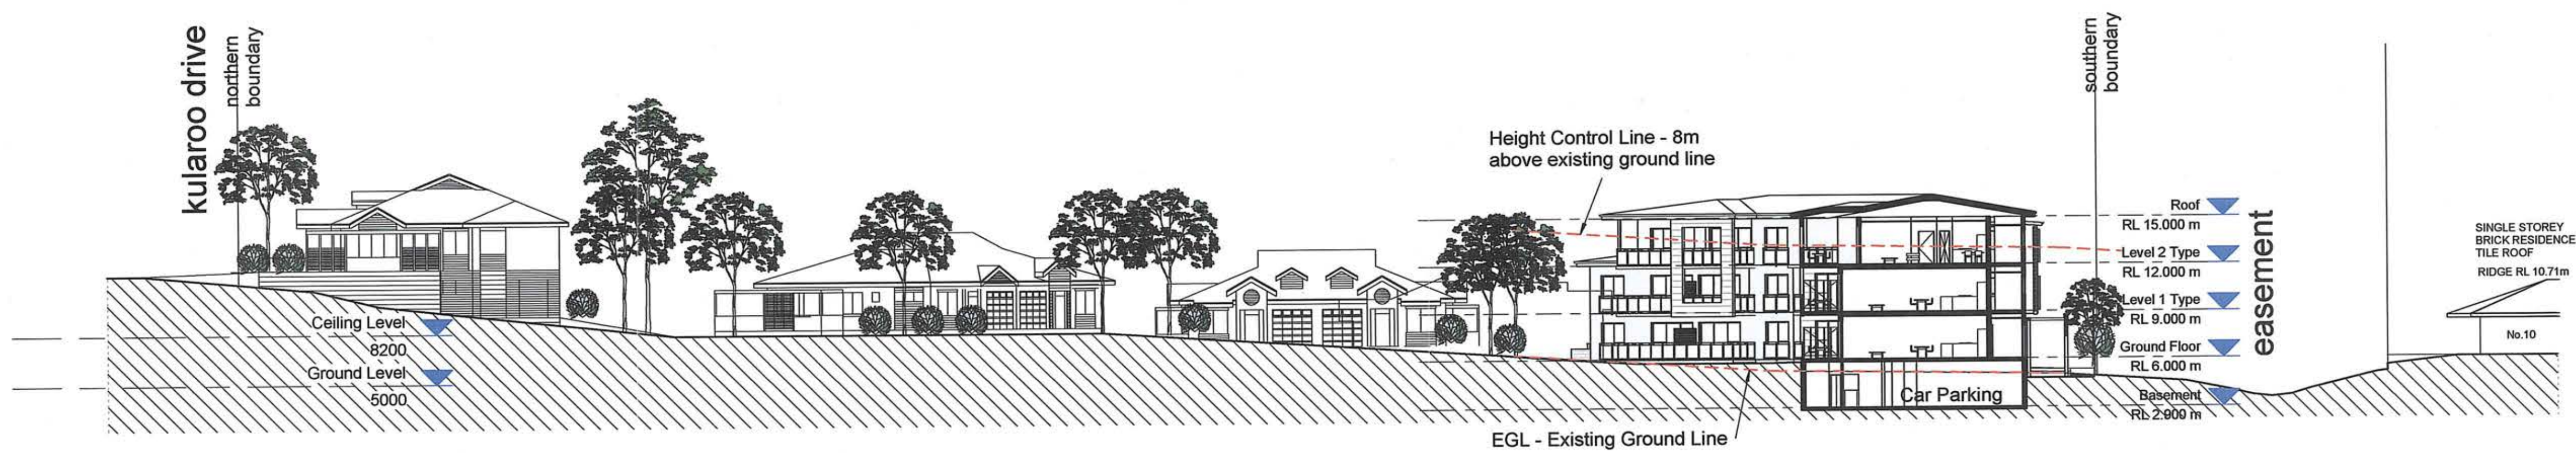 kularoo drive
northern
boundary
Ceiling Level
8200
Ground Level
5000
Height Control Line - 8m
above existing ground line
EGL - Existing Ground Line
Car Parking
southern
boundary
Roof
RL 15.000 m
Level 2 Type
RL 12.000 m
Level 1 Type
RL 9.000 m
Ground Floor
RL 6.000 m
Basement
RL 2.900 m
easement
SINGLE STOREY
BRICK RESIDENCE
TILE ROOF
RIDGE RL 10.71m
No.10